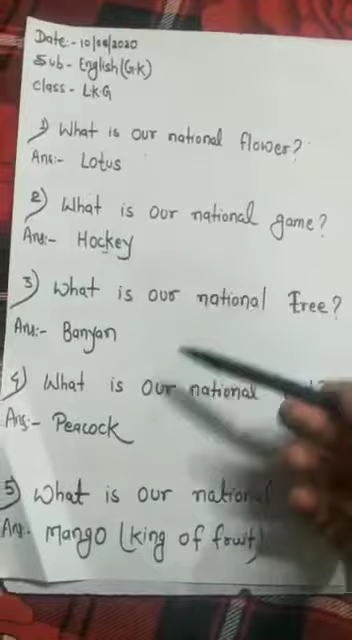 Date:- 10/08/2020
Sub - English(G.K)
Class - L.K.G
1) What is our national flower?
Ans:- Lotus
2) What is our national game?
Ans:- Hockey
3) What is our national Tree?
Ans:- Banyan
4) What is our national
Ans:- Peacock
5) What is our nation
Ans:- Mango (king of fruit)